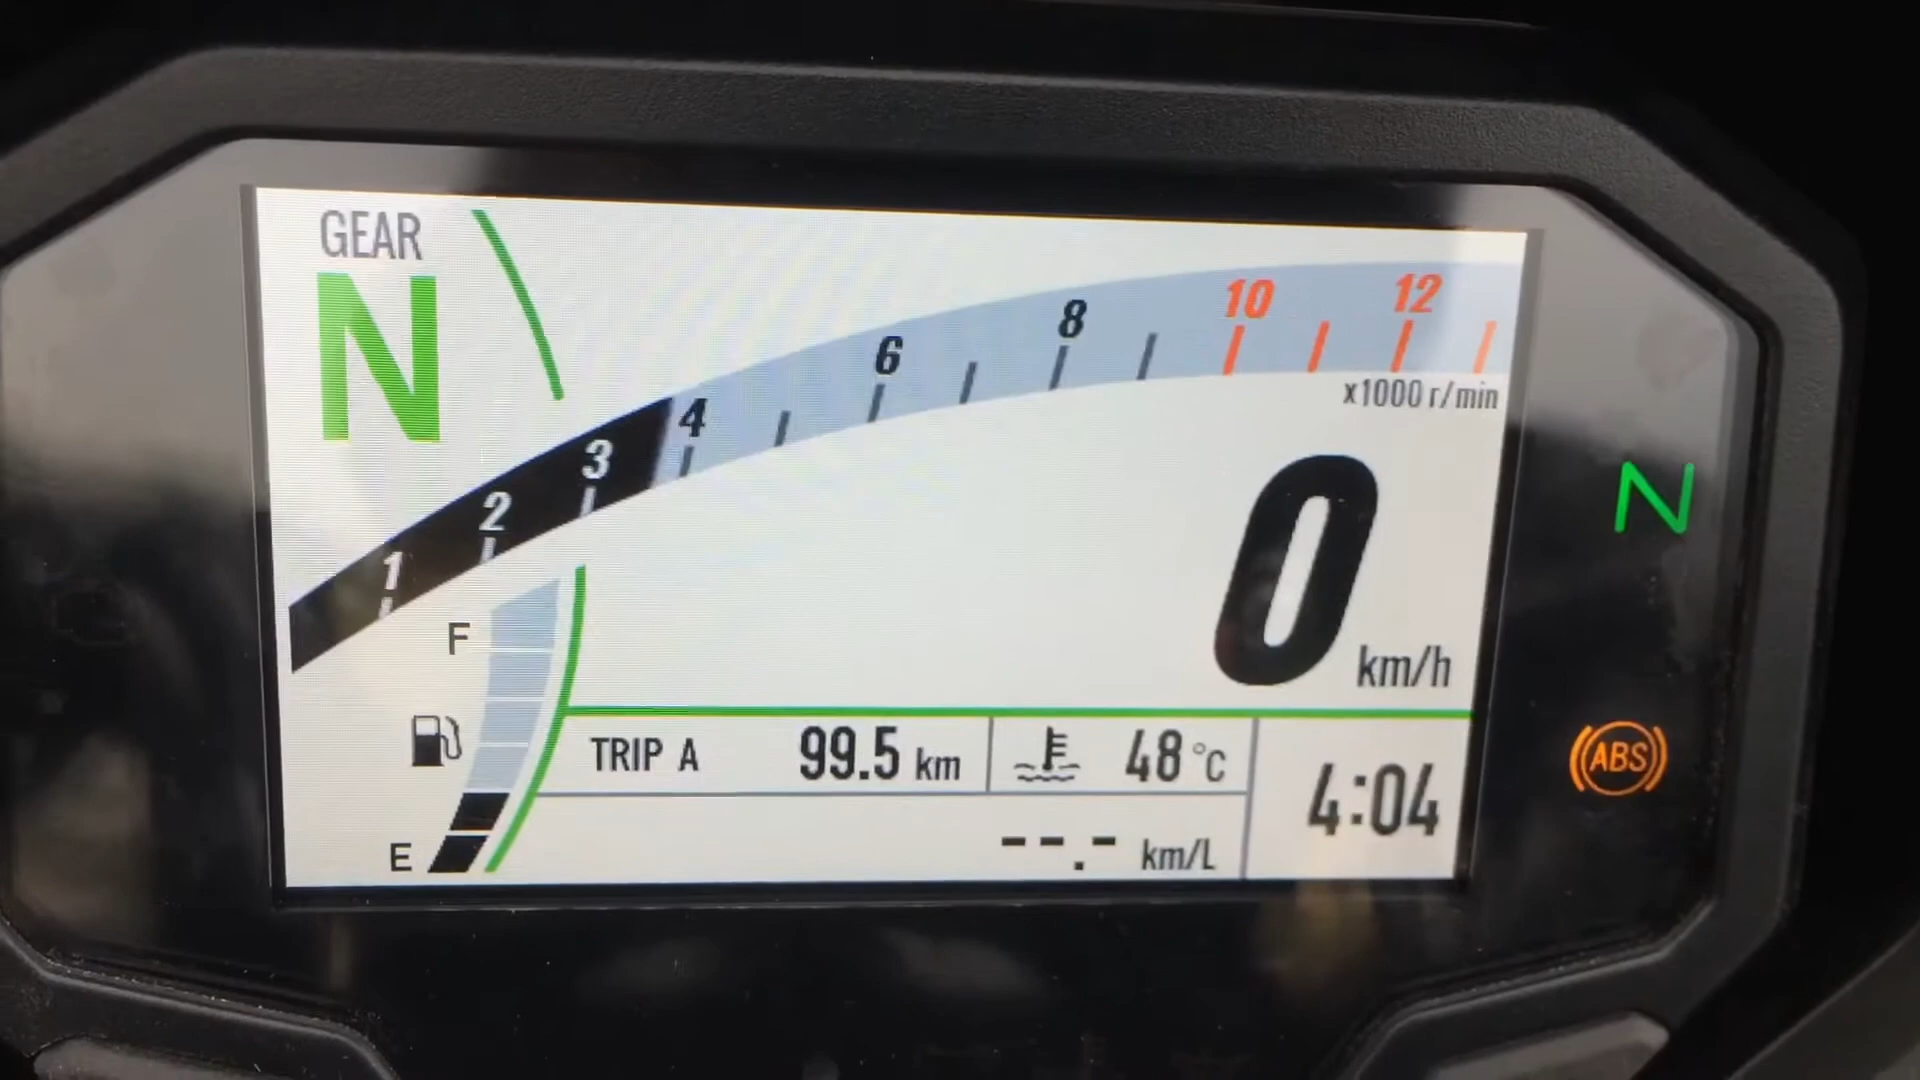 GEAR
N
1 2 3 4 6 8 10 12
x1000 r/min
0 km/h
N
F
E
TRIP A 99.5 km
48 °C
--.- km/L
4:04
ABS